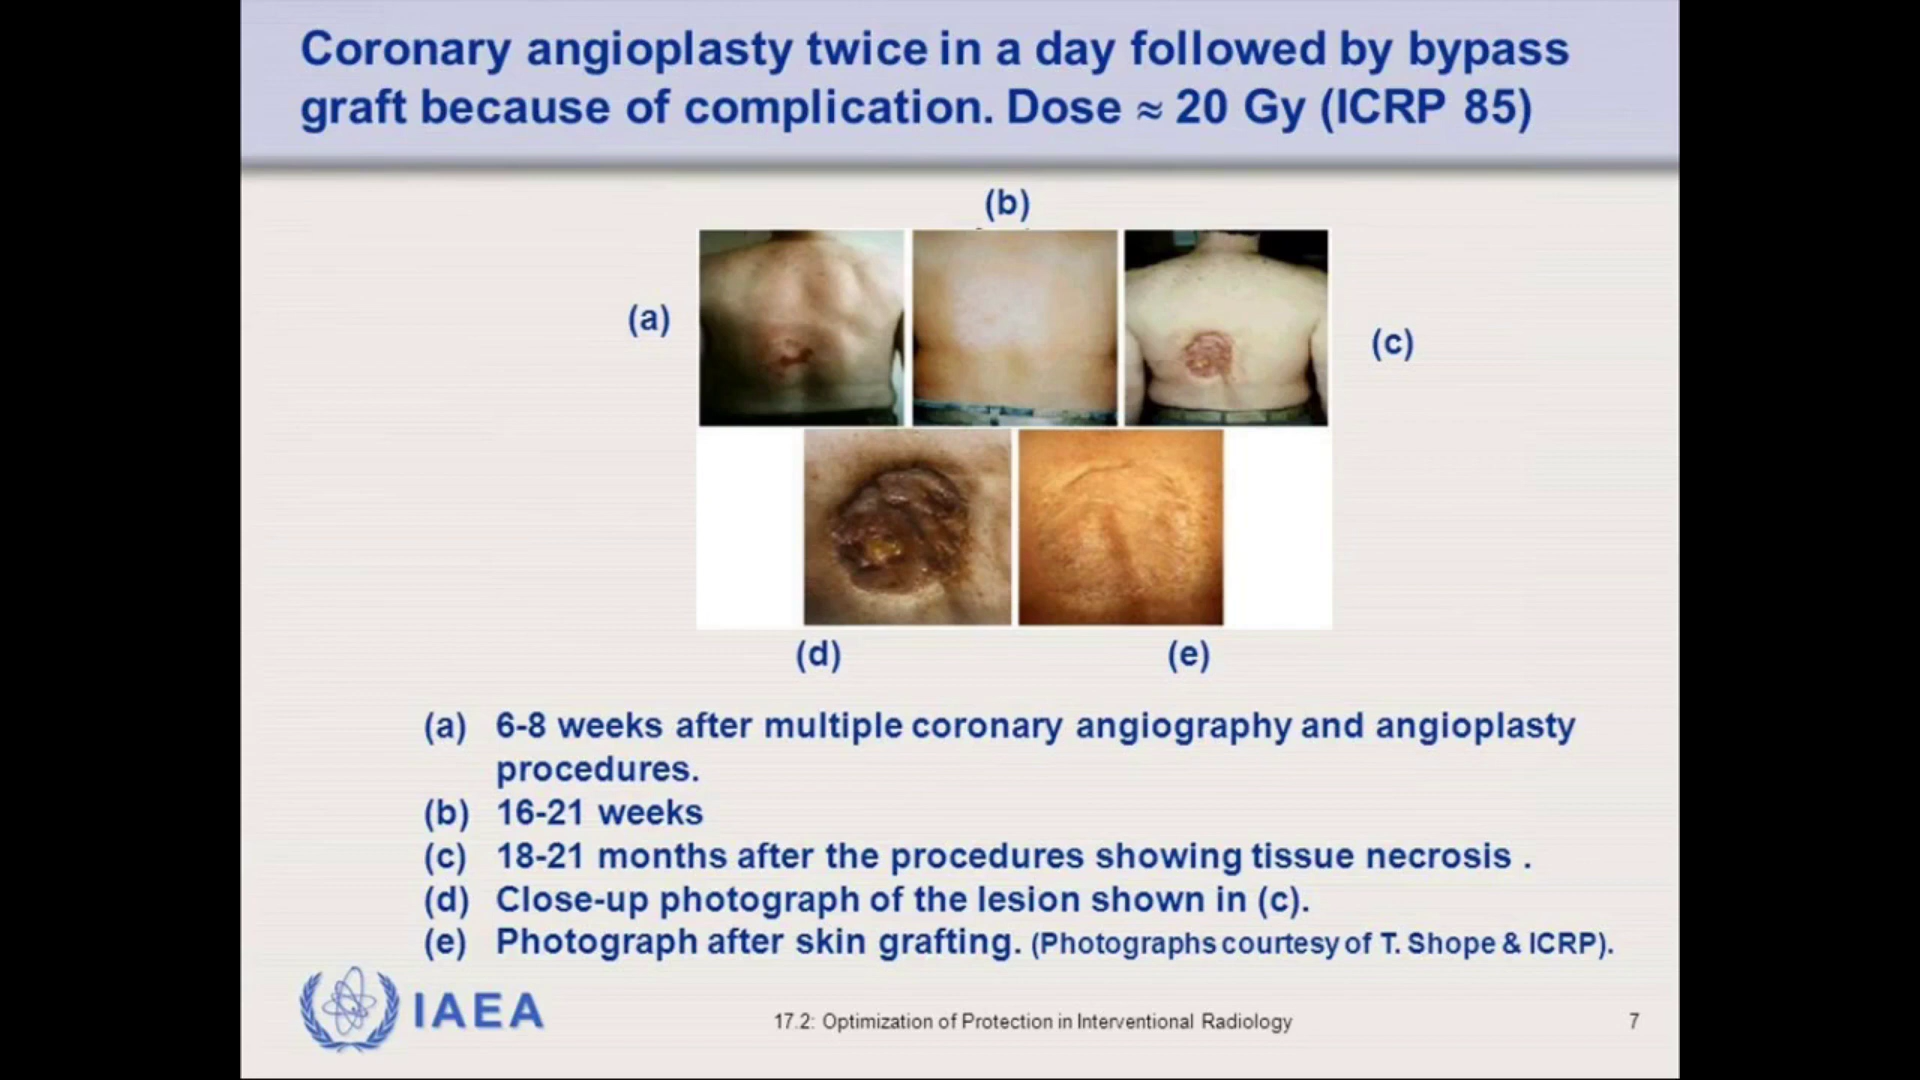 Coronary angioplasty twice in a day followed by bypass
graft because of complication. Dose ≈ 20 Gy (ICRP 85)
(b)
(a)
(c)
(d)
(e)
(a) 6-8 weeks after multiple coronary angiography and angioplasty
procedures.
(b) 16-21 weeks
(c) 18-21 months after the procedures showing tissue necrosis .
(d) Close-up photograph of the lesion shown in (c).
(e) Photograph after skin grafting. (Photographs courtesy of T. Shope & ICRP).
IAEA
17.2: Optimization of Protection in Interventional Radiology
7